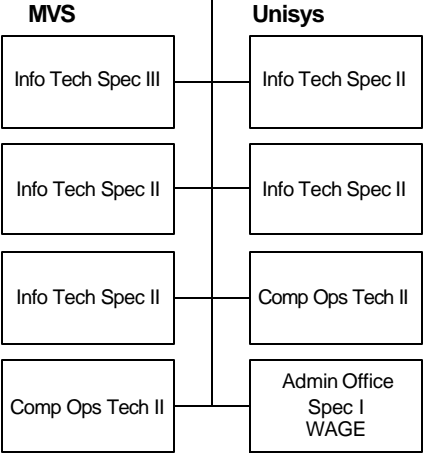 MVS
Unisys
Info Tech Spec III
Info Tech Spec II
Info Tech Spec II
Info Tech Spec II
Info Tech Spec II
Comp Ops Tech II
Comp Ops Tech II
Admin Office
Spec I
WAGE